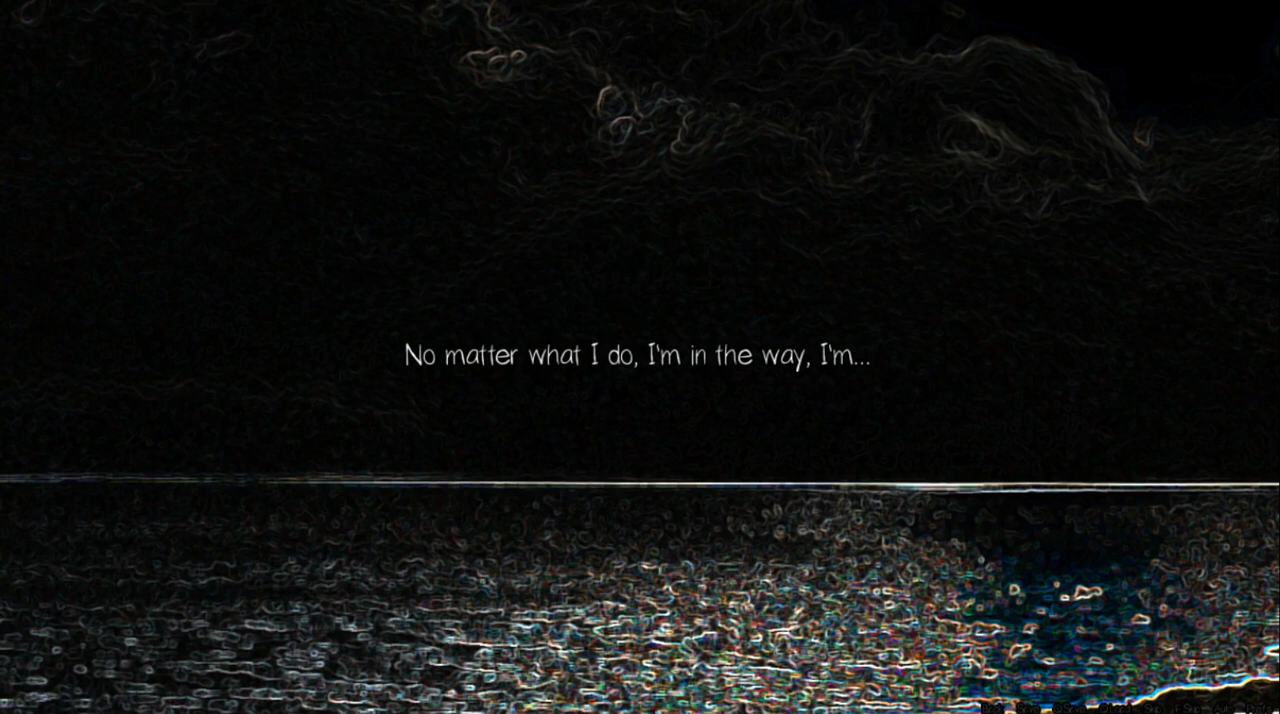 No matter what I do, I'm in the way, I'm...